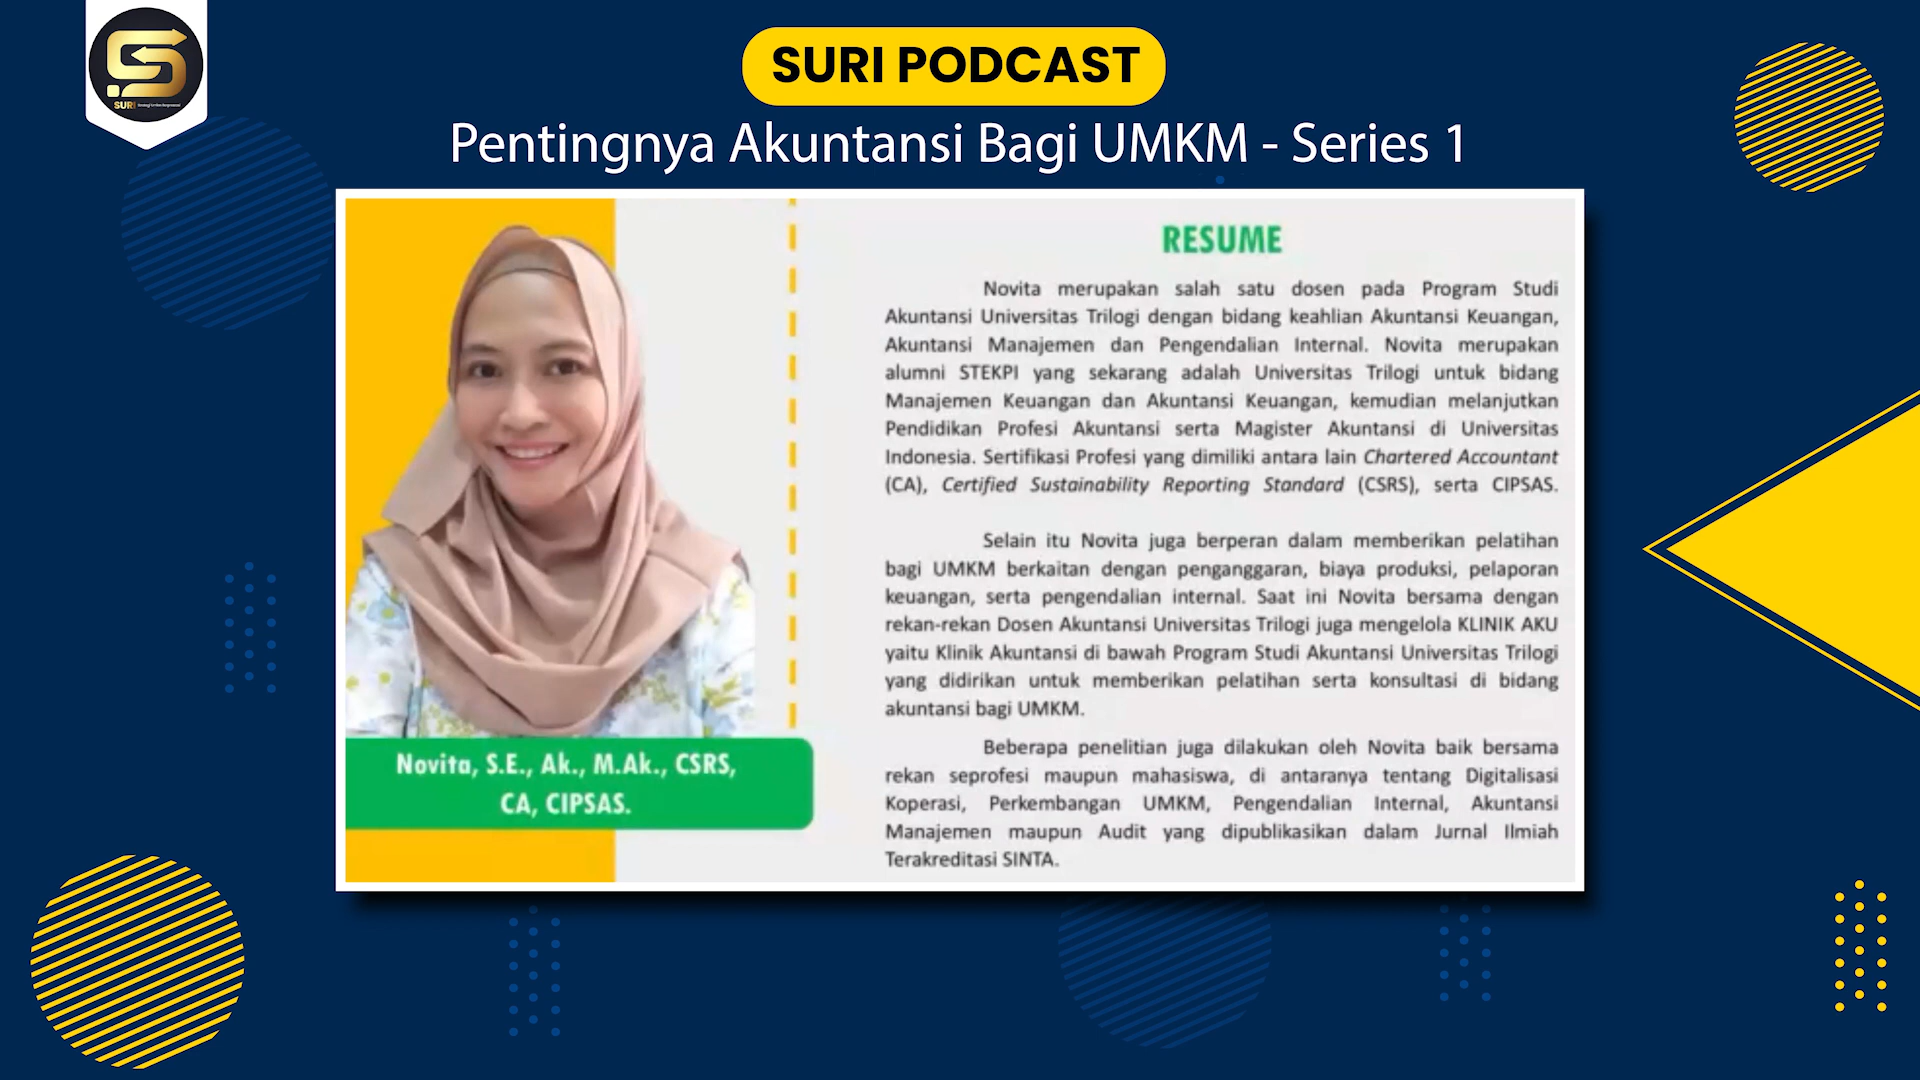 SURI
SURI PODCAST
Pentingnya Akuntansi Bagi UMKM - Series 1
RESUME
Novita merupakan salah satu dosen pada Program Studi
Akuntansi Universitas Trilogi dengan bidang keahlian Akuntansi Keuangan,
Akuntansi Manajemen dan Pengendalian Internal. Novita merupakan
alumni STEKPI yang sekarang adalah Universitas Trilogi untuk bidang
Manajemen Keuangan dan Akuntansi Keuangan, kemudian melanjutkan
Pendidikan Profesi Akuntansi serta Magister Akuntansi di Universitas
Indonesia. Sertifikasi Profesi yang dimiliki antara lain Chartered Accountant
(CA), Certified Sustainability Reporting Standard (CSRS), serta CIPSAS.
Selain itu Novita juga berperan dalam memberikan pelatihan
bagi UMKM berkaitan dengan penganggaran, biaya produksi, pelaporan
keuangan, serta pengendalian internal. Saat ini Novita bersama dengan
rekan-rekan Dosen Akuntansi Universitas Trilogi juga mengelola KLINIK AKU
yaitu Klinik Akuntansi di bawah Program Studi Akuntansi Universitas Trilogi
yang didirikan untuk memberikan pelatihan serta konsultasi di bidang
akuntansi bagi UMKM.
Beberapa penelitian juga dilakukan oleh Novita baik bersama
rekan seprofesi maupun mahasiswa, di antaranya tentang Digitalisasi
Koperasi, Perkembangan UMKM, Pengendalian Internal, Akuntansi
Manajemen maupun Audit yang dipublikasikan dalam Jurnal Ilmiah
Terakreditasi SINTA.
Novita, S.E., Ak., M.Ak., CSRS,
CA, CIPSAS.